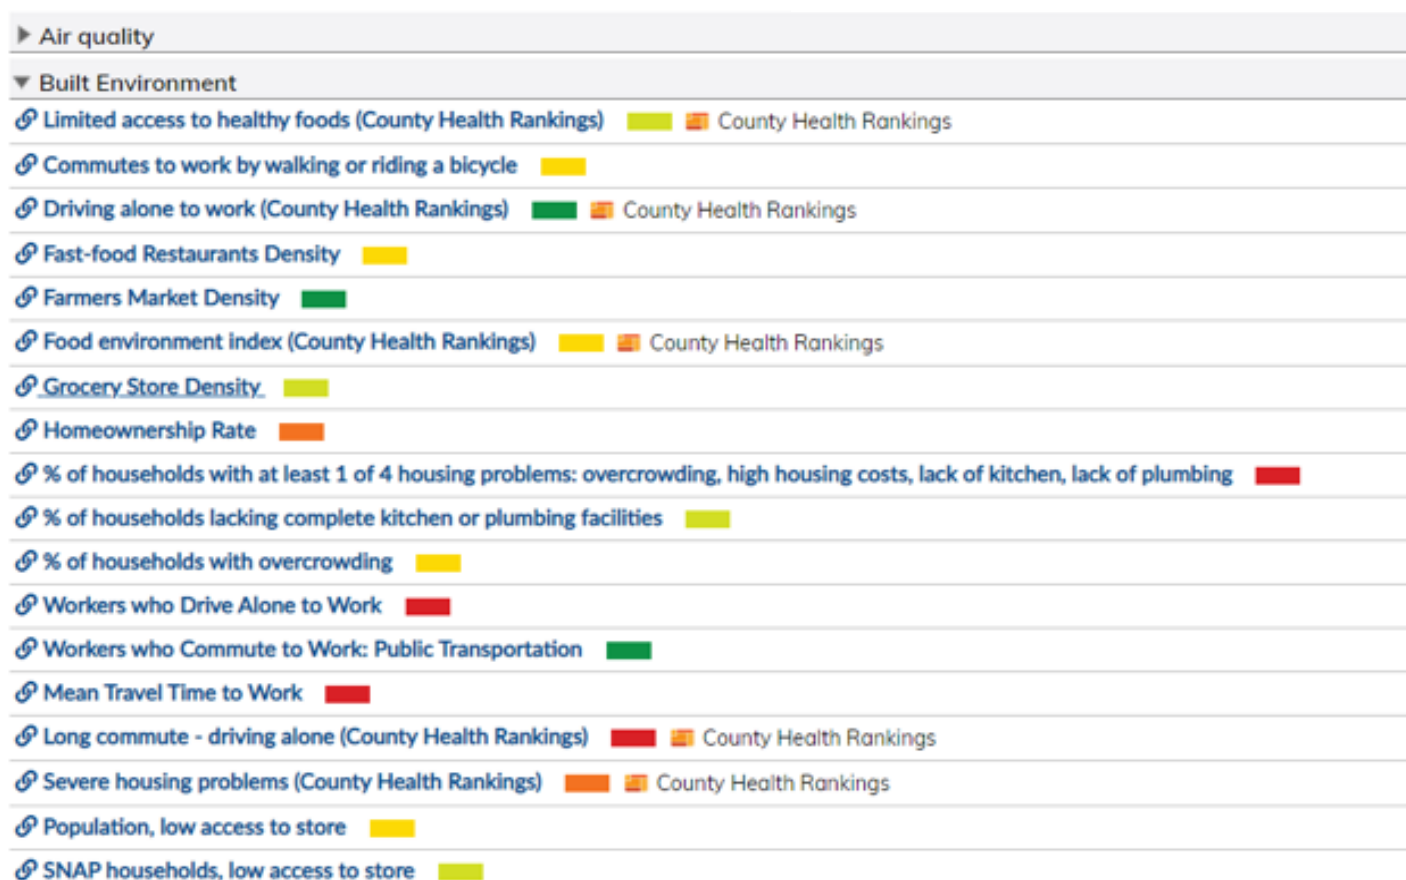 Air quality
Built Environment
Limited access to healthy foods (County Health Rankings) County Health Rankings
Commutes to work by walking or riding a bicycle
Driving alone to work (County Health Rankings) County Health Rankings
Fast-food Restaurants Density
Farmers Market Density
Food environment index (County Health Rankings) County Health Rankings
Grocery Store Density
Homeownership Rate
% of households with at least 1 of 4 housing problems: overcrowding, high housing costs, lack of kitchen, lack of plumbing
% of households lacking complete kitchen or plumbing facilities
% of households with overcrowding
Workers who Drive Alone to Work
Workers who Commute to Work: Public Transportation
Mean Travel Time to Work
Long commute - driving alone (County Health Rankings) County Health Rankings
Severe housing problems (County Health Rankings) County Health Rankings
Population, low access to store
SNAP households, low access to store